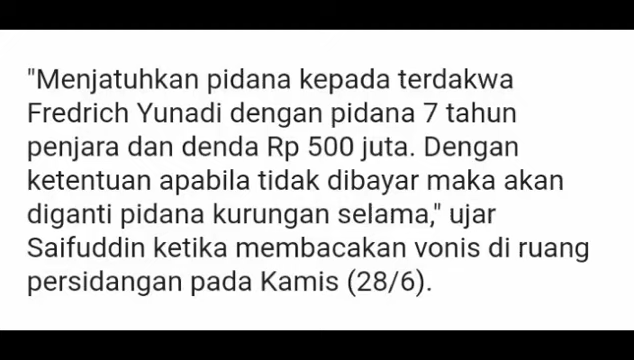 "Menjatuhkan pidana kepada terdakwa
Fredrich Yunadi dengan pidana 7 tahun
penjara dan denda Rp 500 juta. Dengan
ketentuan apabila tidak dibayar maka akan
diganti pidana kurungan selama," ujar
Saifuddin ketika membacakan vonis di ruang
persidangan pada Kamis (28/6).